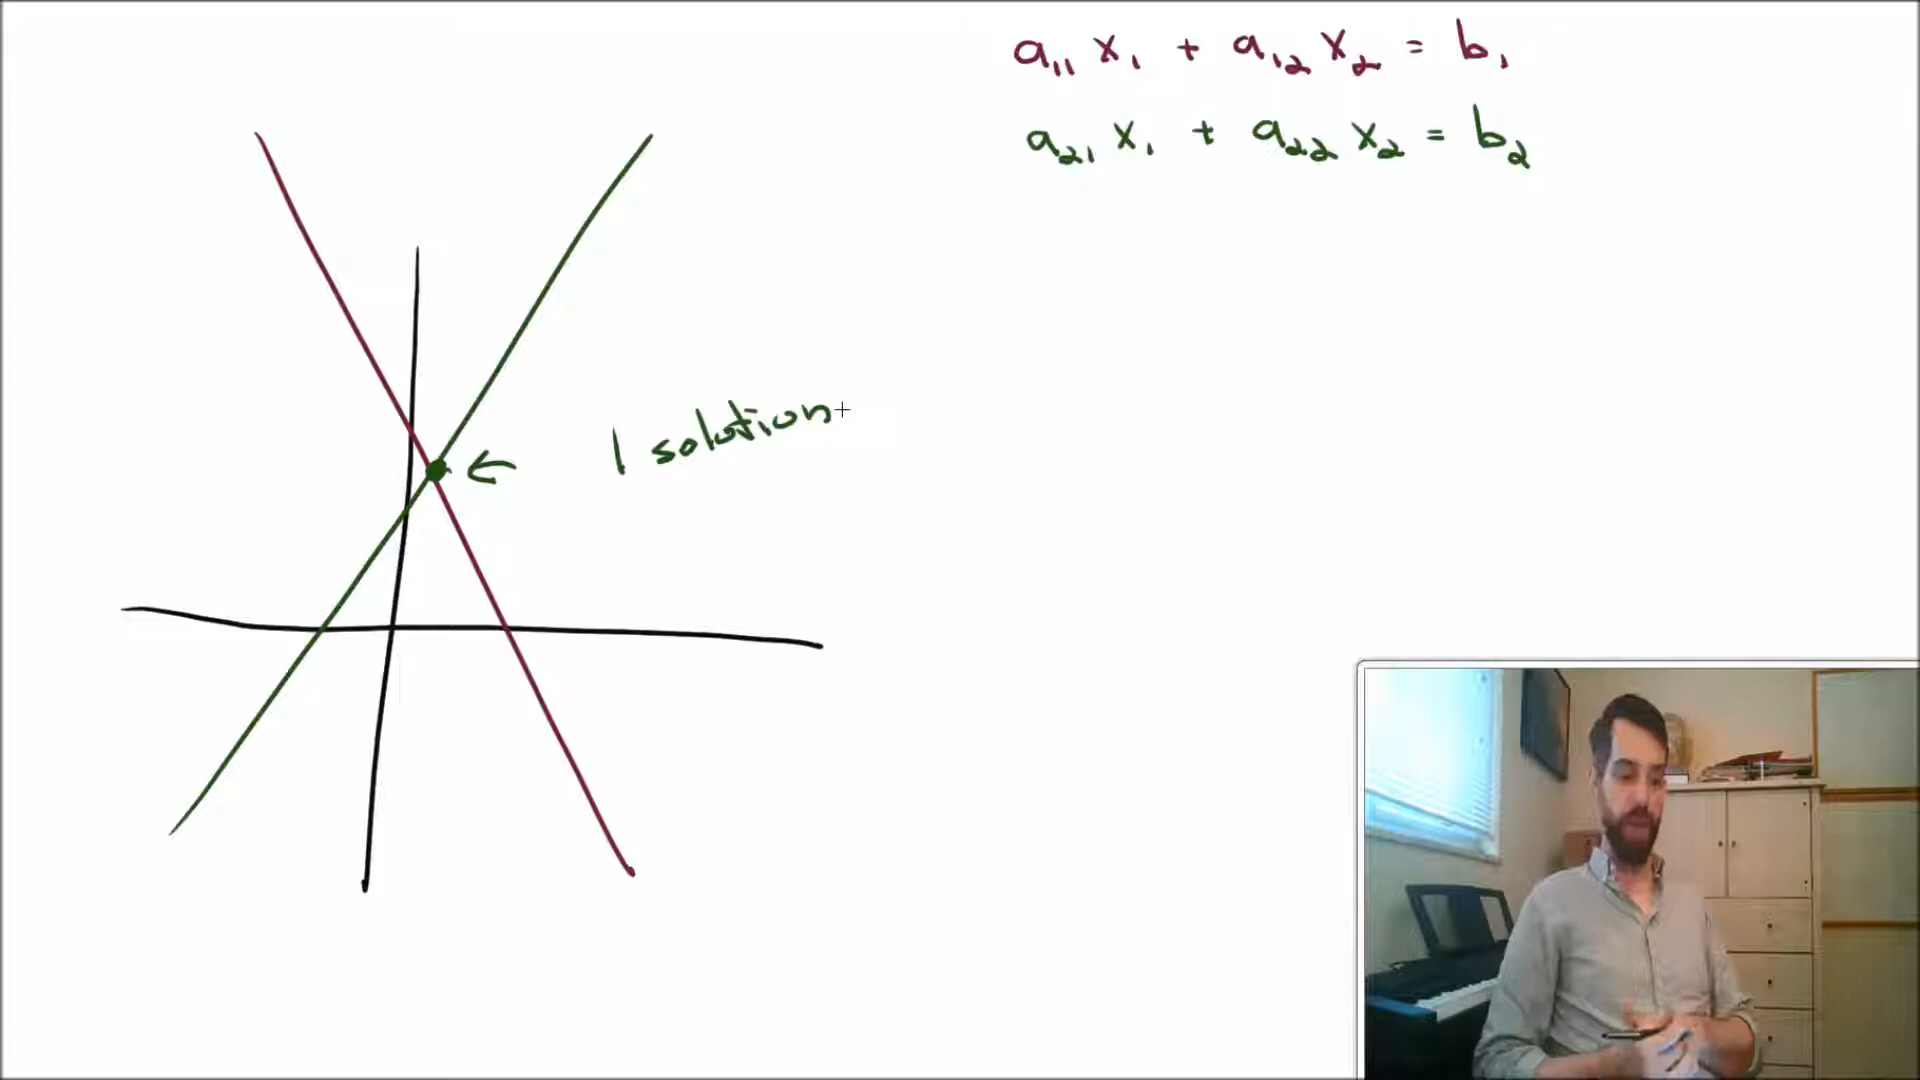 a₁₁ x₁ + a₁₂ x₂ = b₁
a₂₁ x₁ + a₂₂ x₂ = b₂
1 solution